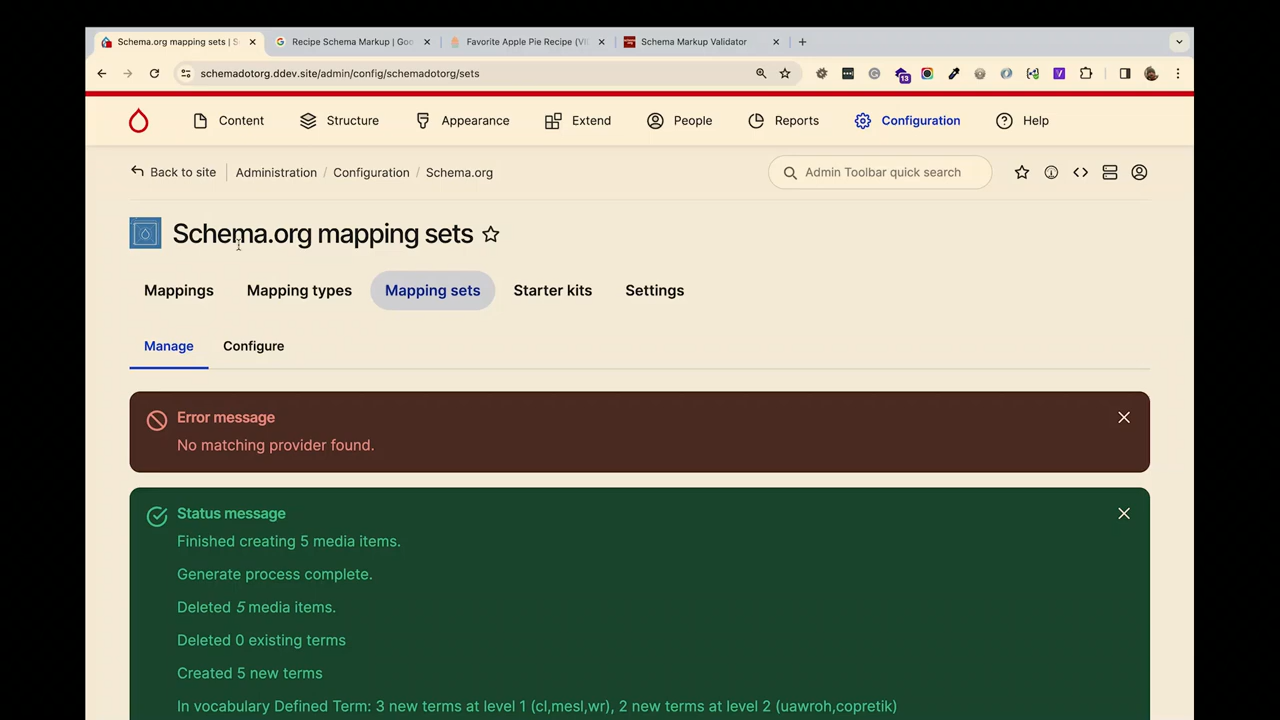 Schema.org mapping sets | S
Recipe Schema Markup | Goo
Favorite Apple Pie Recipe (VI
Schema Markup Validator
schemadotorg.ddev.site/admin/config/schemadotorg/sets
13
Content
Structure
Appearance
Extend
People
Reports
Configuration
Help
Back to site
Administration / Configuration / Schema.org
Admin Toolbar quick search
Schema.org mapping sets
Mappings
Mapping types
Mapping sets
Starter kits
Settings
Manage
Configure
Error message
No matching provider found.
Status message
Finished creating 5 media items.
Generate process complete.
Deleted 5 media items.
Deleted 0 existing terms
Created 5 new terms
In vocabulary Defined Term: 3 new terms at level 1 (cl,mesl,wr), 2 new terms at level 2 (uawroh,copretik)